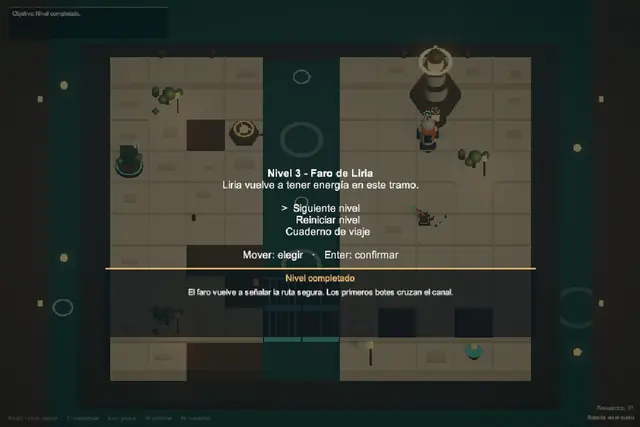 Objetivo: Nivel completado.
Nivel 3 - Faro de Liria
Liria vuelve a tener energía en este tramo.
> Siguiente nivel
Reiniciar nivel
Cuaderno de viaje
Mover: elegir · Enter: confirmar
Nivel completado
El faro vuelve a señalar la ruta segura. Los primeros botes cruzan el canal.